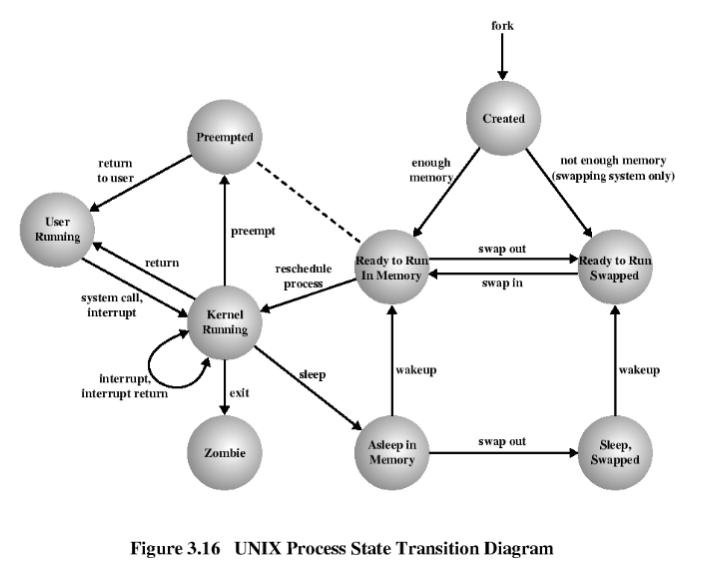 fork
Created
Preempted
return
to user
enough
memory
not enough memory
(swapping system only)
User
Running
preempt
return
Ready to Run
In Memory
swap out
swap in
Ready to Run
Swapped
reschedule
process
system call,
interrupt
Kernel
Running
interrupt,
interrupt return
sleep
wakeup
wakeup
exit
Zombie
Asleep in
Memory
swap out
Sleep,
Swapped
Figure 3.16 UNIX Process State Transition Diagram